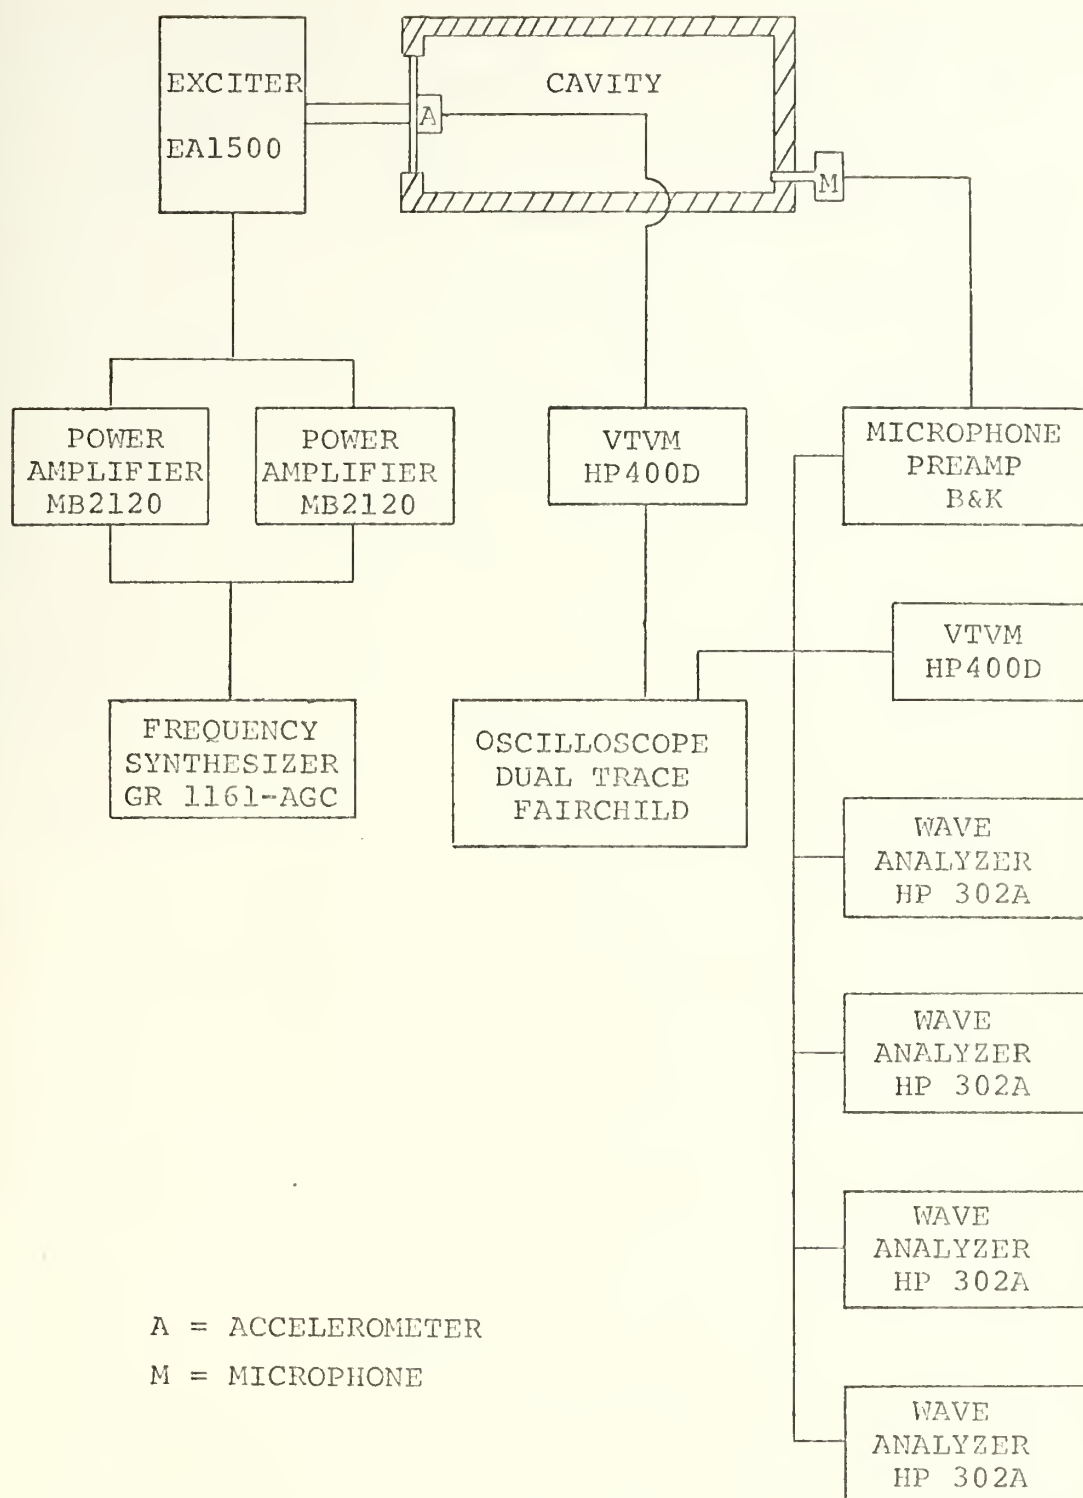 EXCITER
EA1500
CAVITY
A
M
POWER
AMPLIFIER
MB2120
POWER
AMPLIFIER
MB2120
VTVM
HP400D
MICROPHONE
PREAMP
B&K
VTVM
HP400D
FREQUENCY
SYNTHESIZER
GR 1161-AGC
OSCILLOSCOPE
DUAL TRACE
FAIRCHILD
WAVE
ANALYZER
HP 302A
WAVE
ANALYZER
HP 302A
WAVE
ANALYZER
HP 302A
WAVE
ANALYZER
HP 302A
A = ACCELEROMETER
M = MICROPHONE